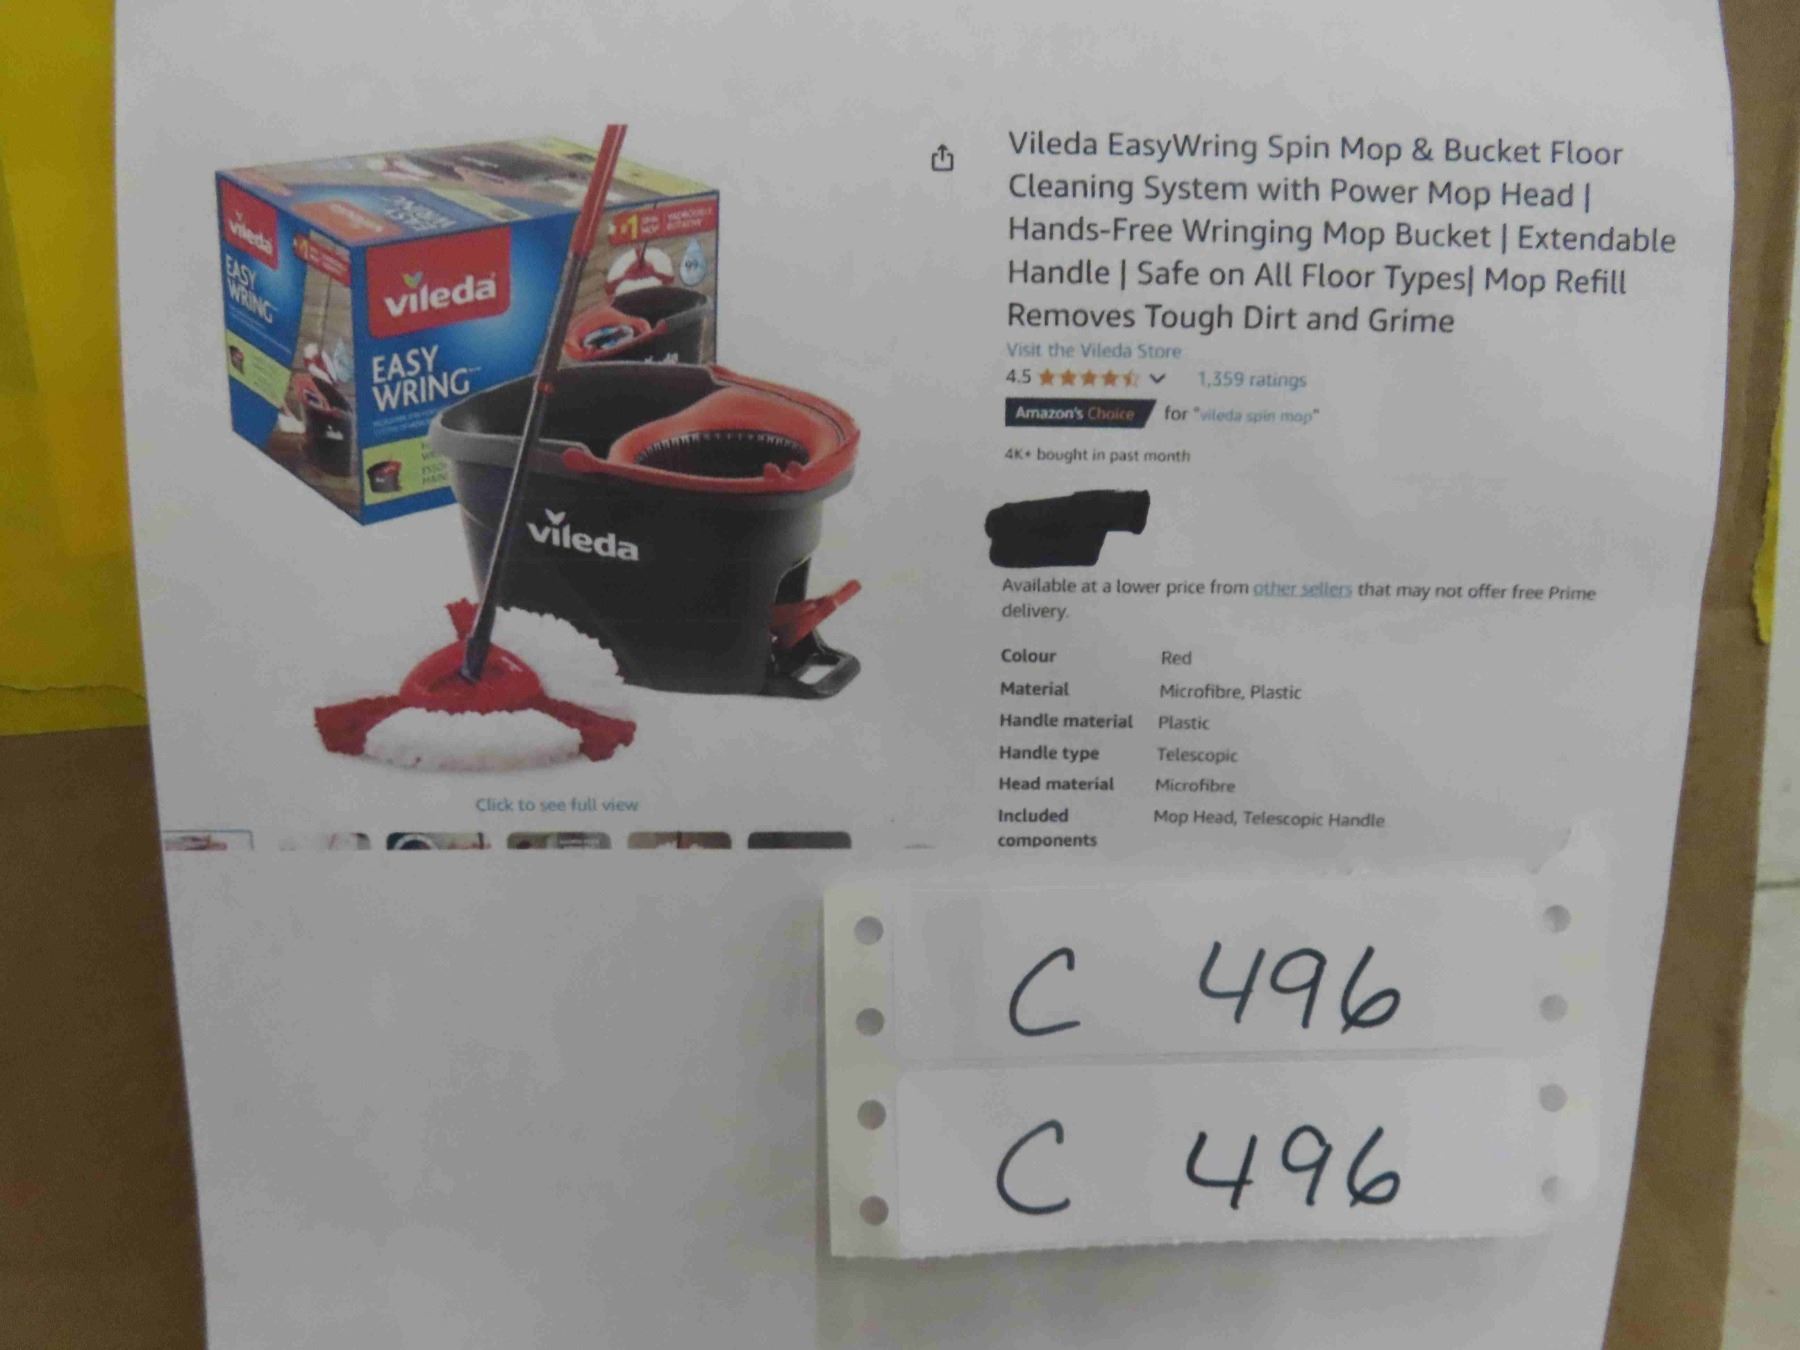 vileda
EASY
WRING
vileda
EASY
WRING™
#1
vileda
Click to see full view
Vileda EasyWring Spin Mop & Bucket Floor
Cleaning System with Power Mop Head |
Hands-Free Wringing Mop Bucket | Extendable
Handle | Safe on All Floor Types| Mop Refill
Removes Tough Dirt and Grime
Visit the Vileda Store
4.5 1,359 ratings
Amazon's Choice for "vileda spin mop"
4K+ bought in past month
Available at a lower price from other sellers that may not offer free Prime
delivery.
Colour Red
Material Microfibre, Plastic
Handle material Plastic
Handle type Telescopic
Head material Microfibre
Included Mop Head, Telescopic Handle
components
C 496
C 496